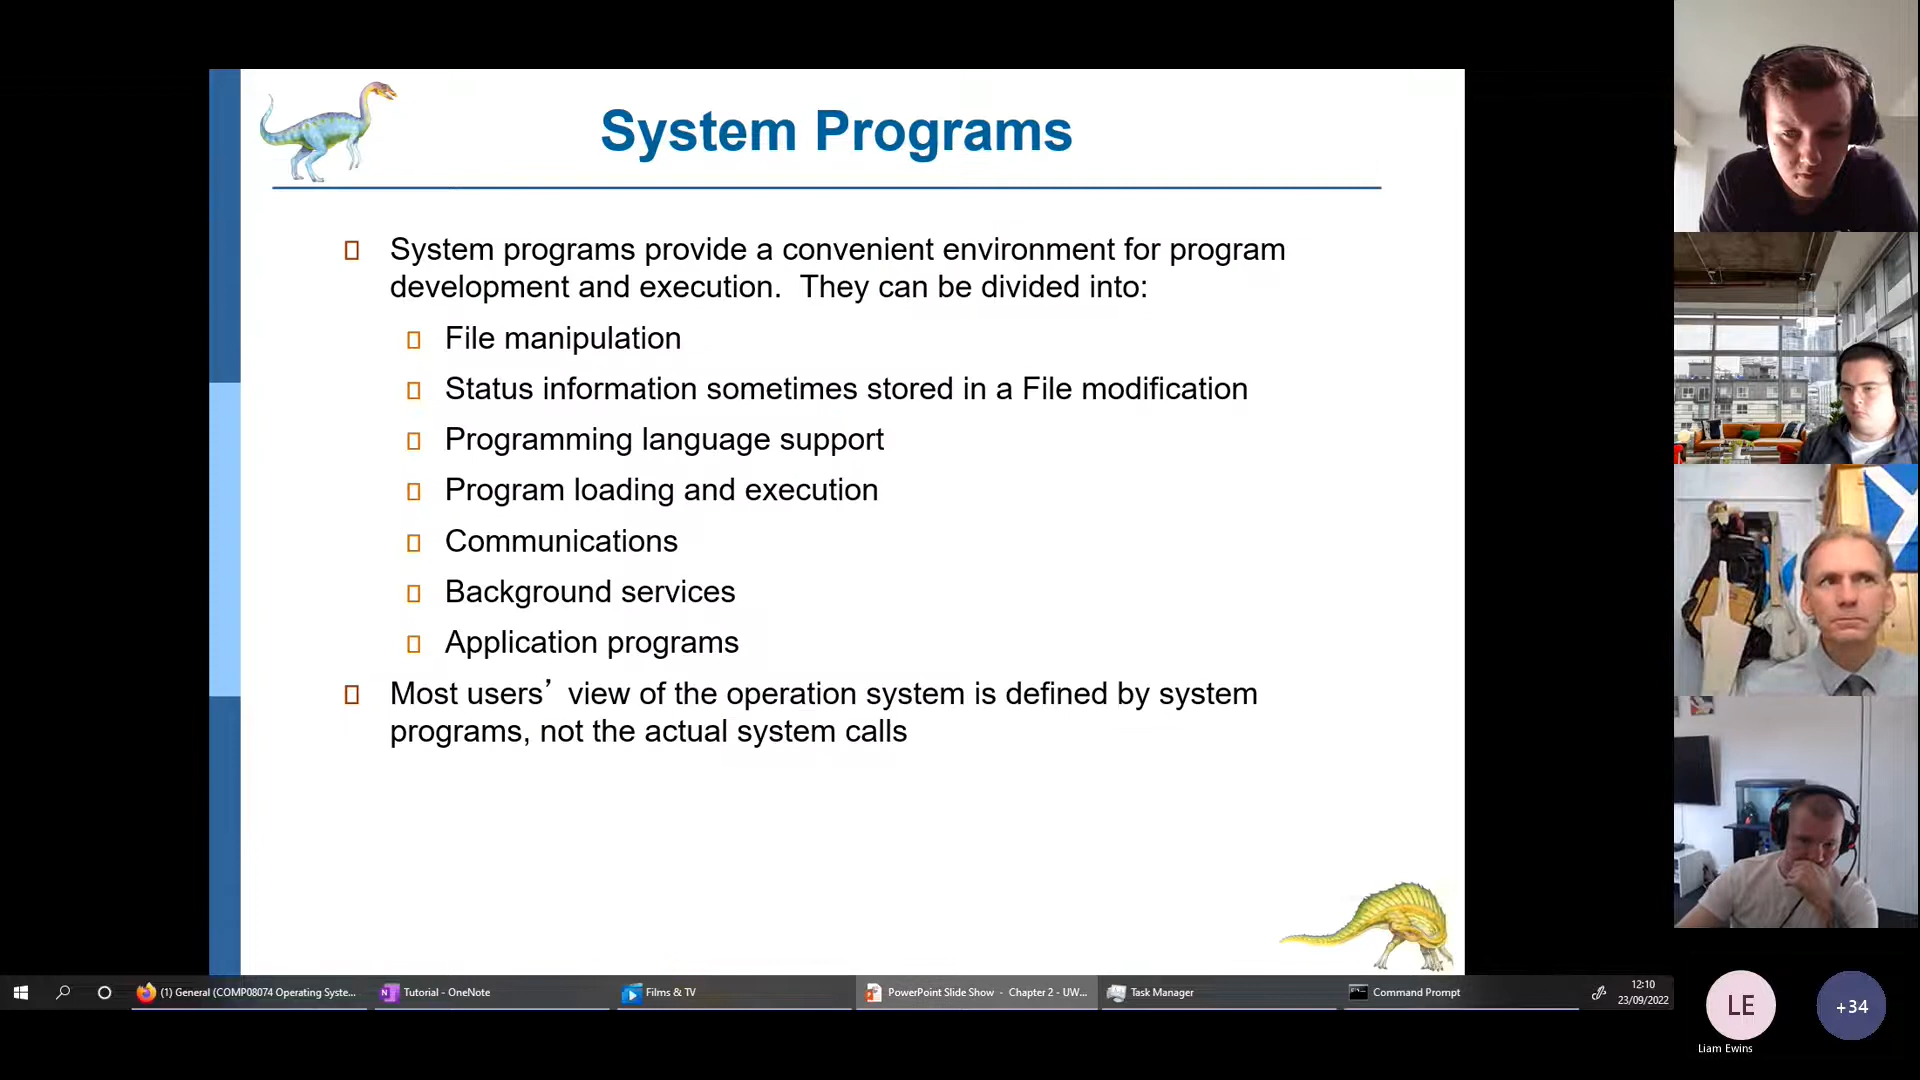 System Programs
System programs provide a convenient environment for program
development and execution.  They can be divided into:
File manipulation
Status information sometimes stored in a File modification
Programming language support
Program loading and execution
Communications
Background services
Application programs
Most users’ view of the operation system is defined by system
programs, not the actual system calls
(1) General (COMP08074 Operating Syste...
Tutorial - OneNote
Films & TV
PowerPoint Slide Show - Chapter 2 - UW...
Task Manager
Command Prompt
12:10
23/09/2022
LE
+34
Liam Ewins